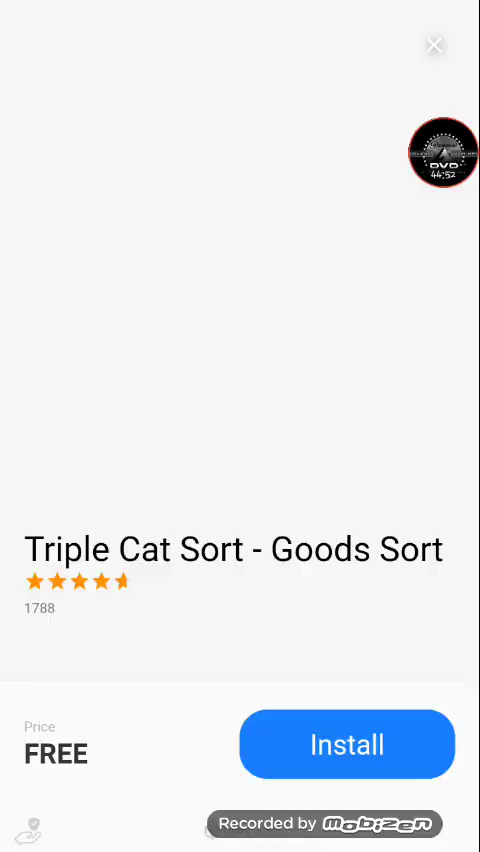 DVD
44:52
Triple Cat Sort - Goods Sort
1788
Price
FREE
Install
Recorded by mobizen